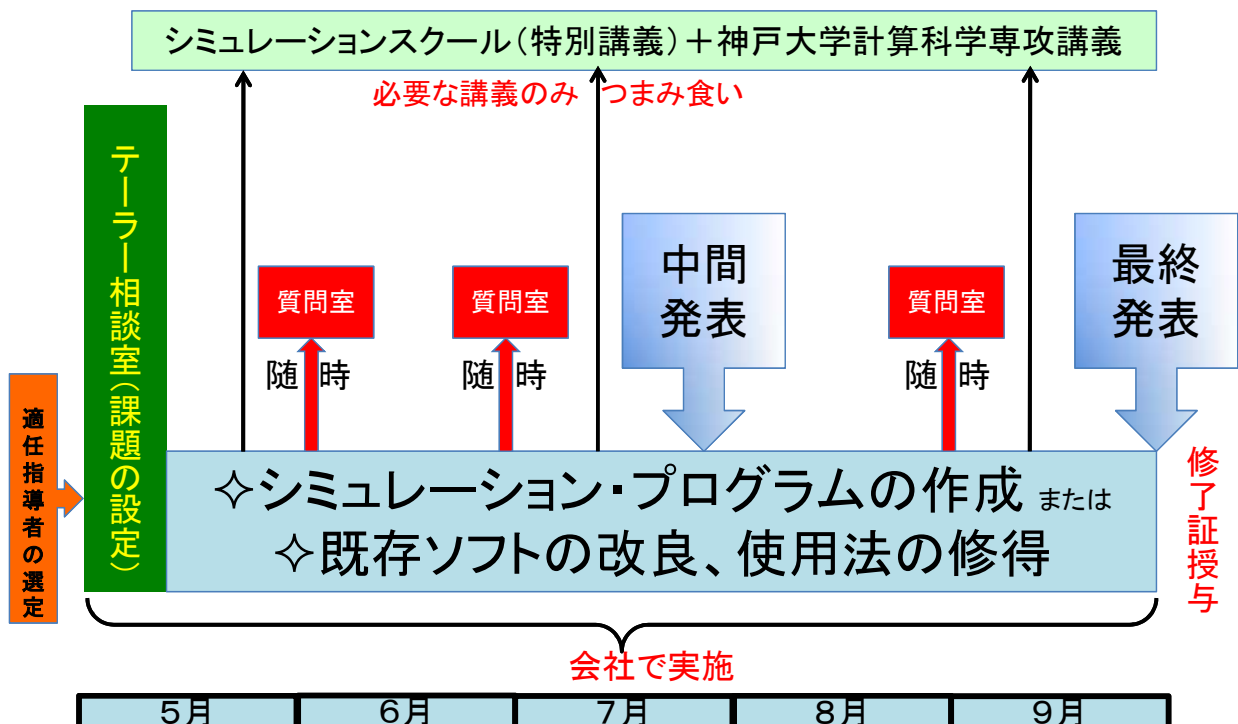 シミュレーションスクール(特別講義)+神戸大学計算科学専攻講義
必要な講義のみ つまみ食い
テーラー相談室(課題の設定)
適任指導者の選定
質問室
随時
質問室
随時
中間
発表
質問室
随時
最終
発表
✧シミュレーション・プログラムの作成 または
✧既存ソフトの改良、使用法の修得
修了証授与
会社で実施
5月 6月 7月 8月 9月